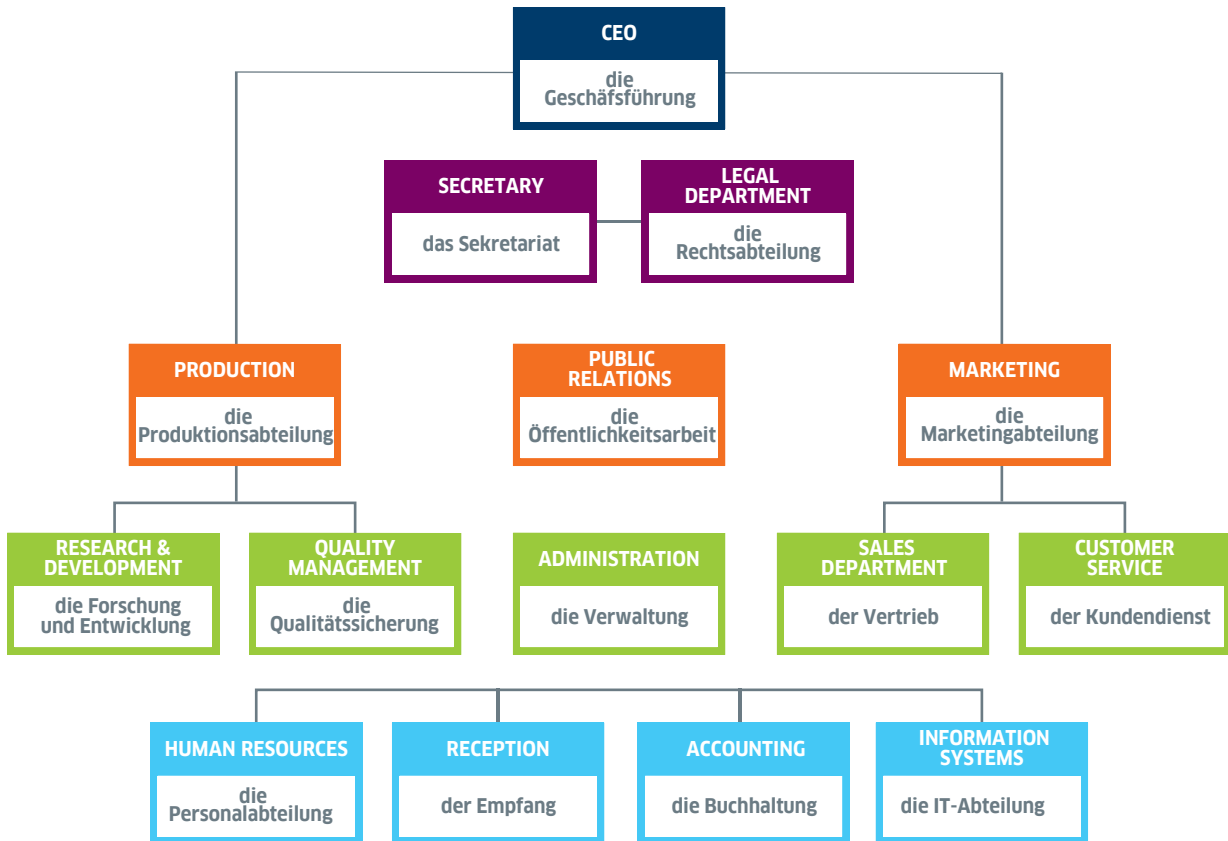 CEO
die
Geschäfsführung
SECRETARY
das Sekretariat
LEGAL
DEPARTMENT
die
Rechtsabteilung
PRODUCTION
die
Produktionsabteilung
PUBLIC
RELATIONS
die
Öffentlichkeitsarbeit
MARKETING
die
Marketingabteilung
RESEARCH &
DEVELOPMENT
die Forschung
und Entwicklung
QUALITY
MANAGEMENT
die
Qualitätssicherung
ADMINISTRATION
die Verwaltung
SALES
DEPARTMENT
der Vertrieb
CUSTOMER
SERVICE
der Kundendienst
HUMAN RESOURCES
die
Personalabteilung
RECEPTION
der Empfang
ACCOUNTING
die Buchhaltung
INFORMATION
SYSTEMS
die IT-Abteilung